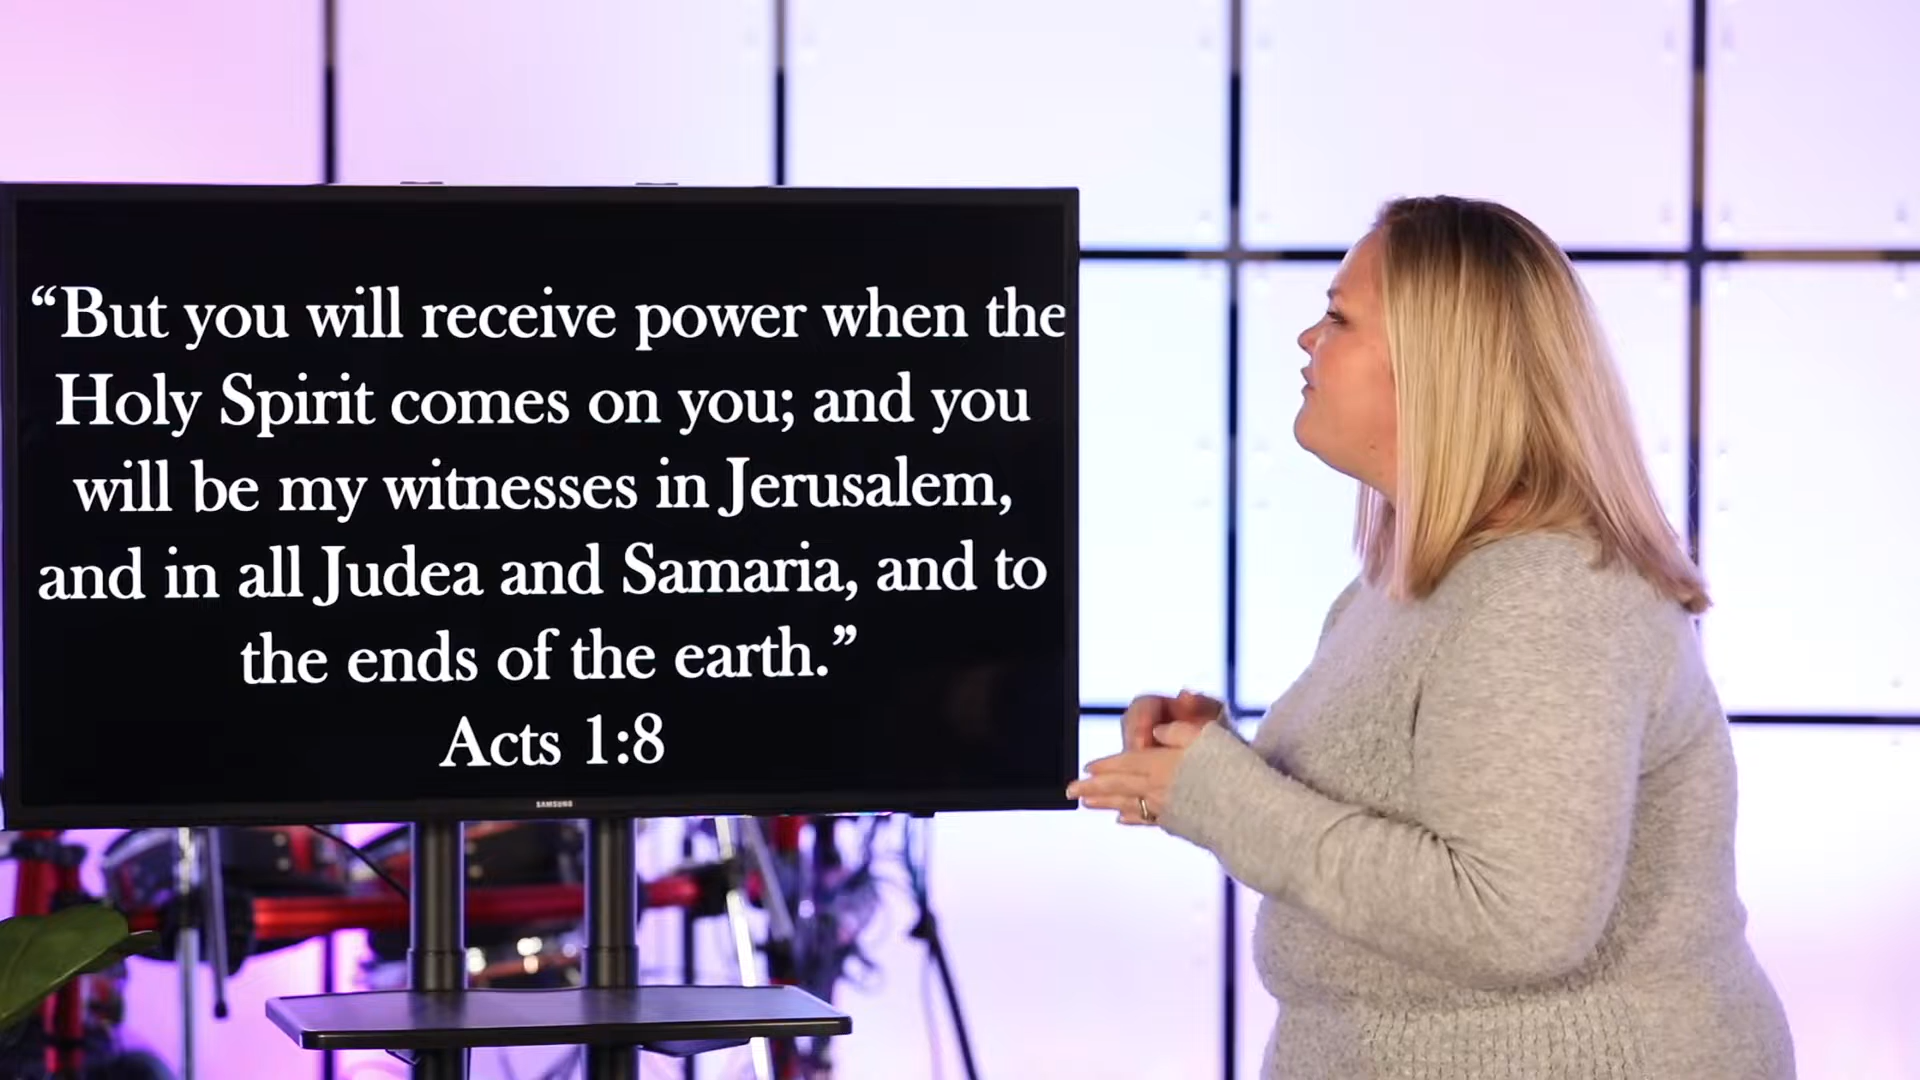 “But you will receive power when the
Holy Spirit comes on you; and you
will be my witnesses in Jerusalem,
and in all Judea and Samaria, and to
the ends of the earth.”
Acts 1:8
SAMSUNG